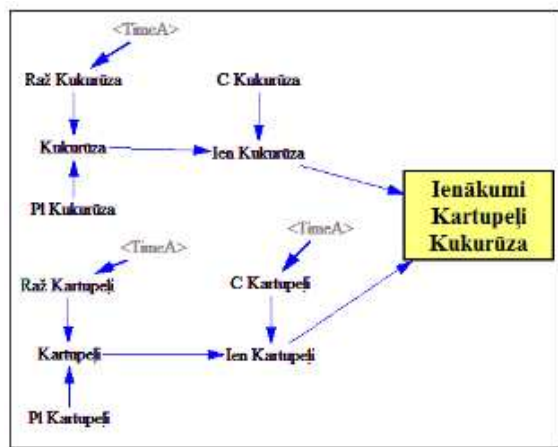 <TimeA>
Raž Kukurūza
C Kukurūza
Kukurūza
Ien Kukurūza
Pl Kukurūza
Ienākumi
Kartupeļi
Kukurūza
<TimeA>
<TimeA>
Raž Kartupeļi
C Kartupeļi
Kartupeļi
Ien Kartupeļi
Pl Kartupeļi